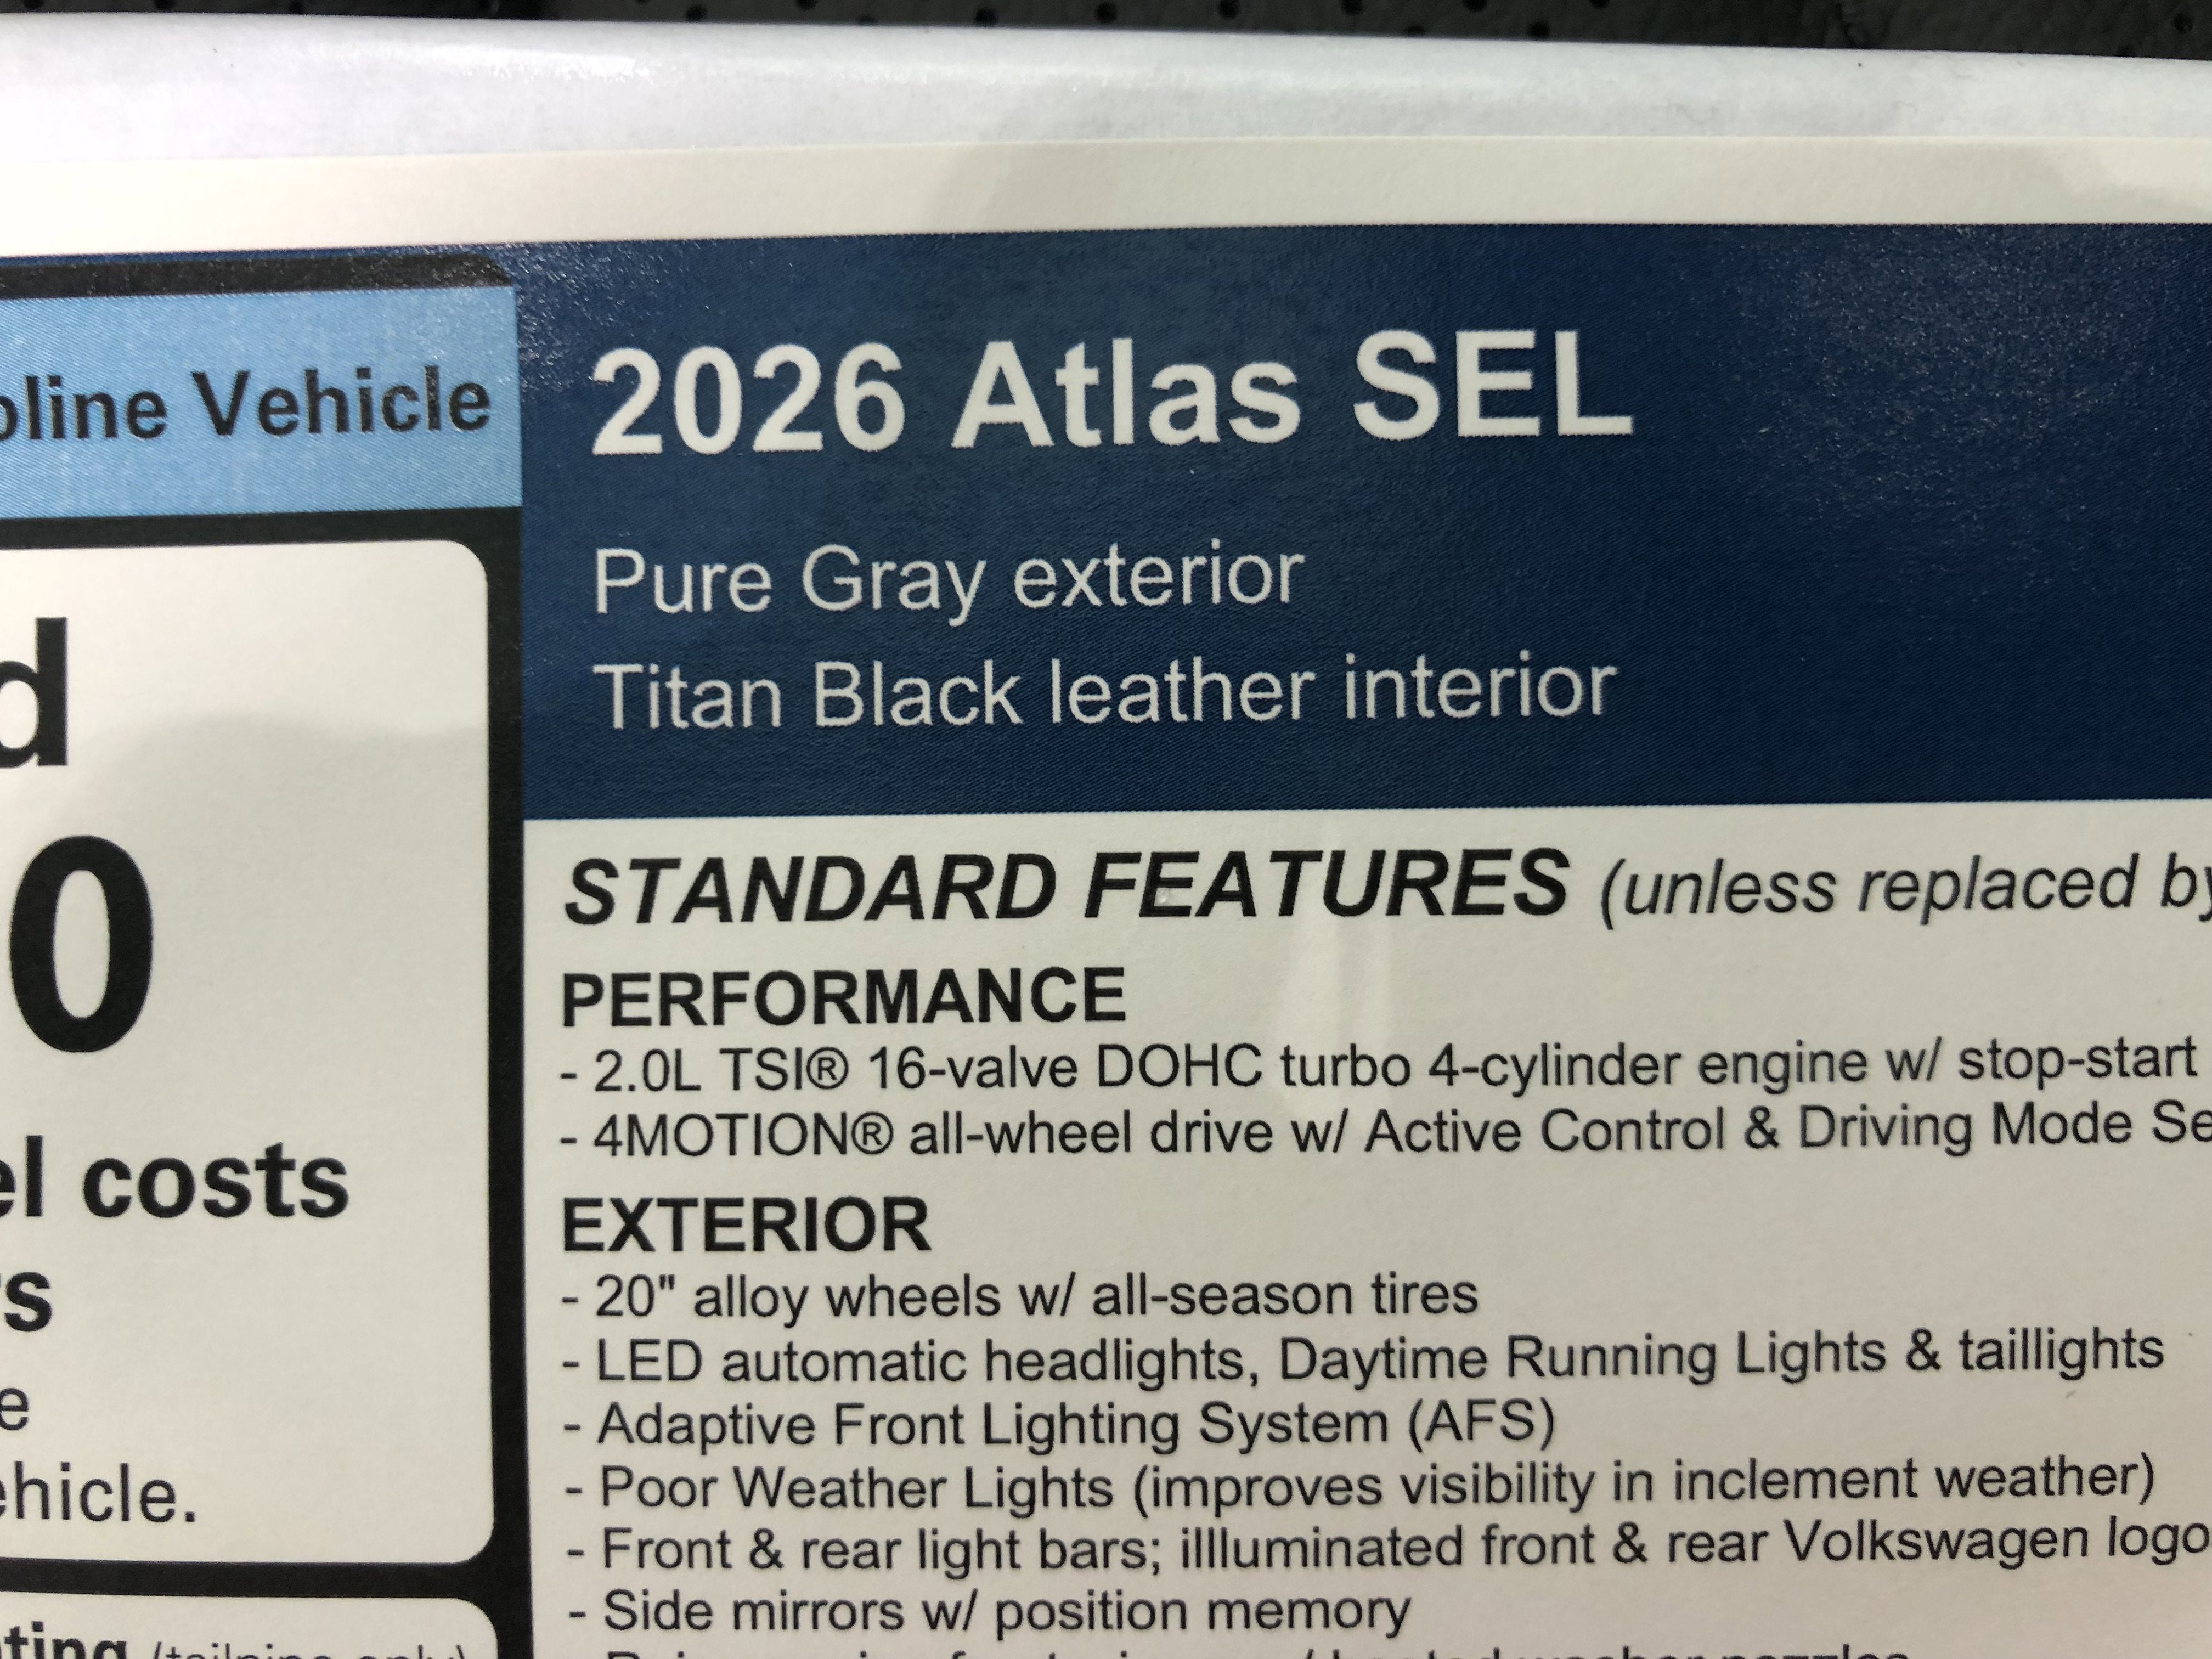 Vehicle
d
0
costs
s
e
2026 Atlas SEL
Pure Gray exterior
Titan Black leather interior
STANDARD FEATURES (unless replaced by
PERFORMANCE
- 2.0L TSI® 16-valve DOHC turbo 4-cylinder engine w/ stop-start
- 4MOTION® all-wheel drive w/ Active Control & Driving Mode
EXTERIOR
- 20" alloy wheels w/ all-season tires
- LED automatic headlights, Daytime Running Lights & taillights
- Adaptive Front Lighting System (AFS)
- Poor Weather Lights (improves visibility in inclement weather)
- Front & rear light bars; illluminated front & rear Volkswagen logo
- Side mirrors w/ position memory